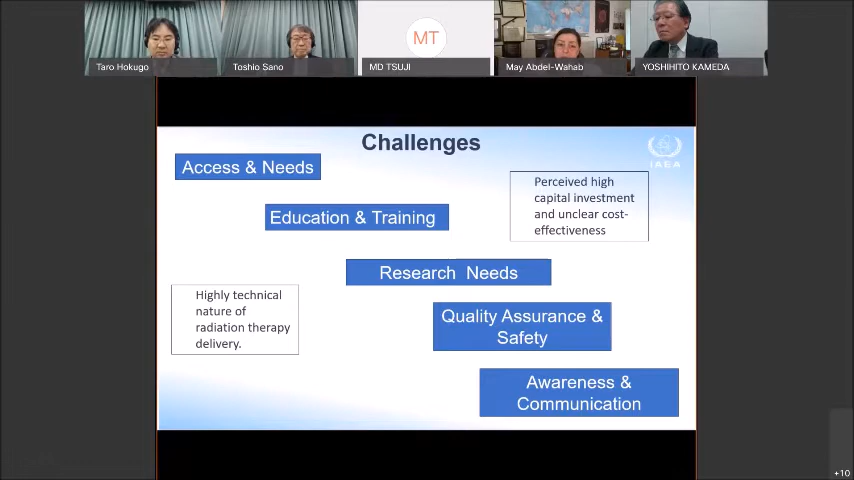 MT
Taro Hokugo
Toshio Sano
MD TSUJI
May Abdel-Wahab
YOSHIHITO KAMEDA
Challenges
IAEA
Access & Needs
Perceived high
capital investment
and unclear cost-
effectiveness
Education & Training
Research Needs
Highly technical
nature of
radiation therapy
delivery.
Quality Assurance &
Safety
Awareness &
Communication
+10